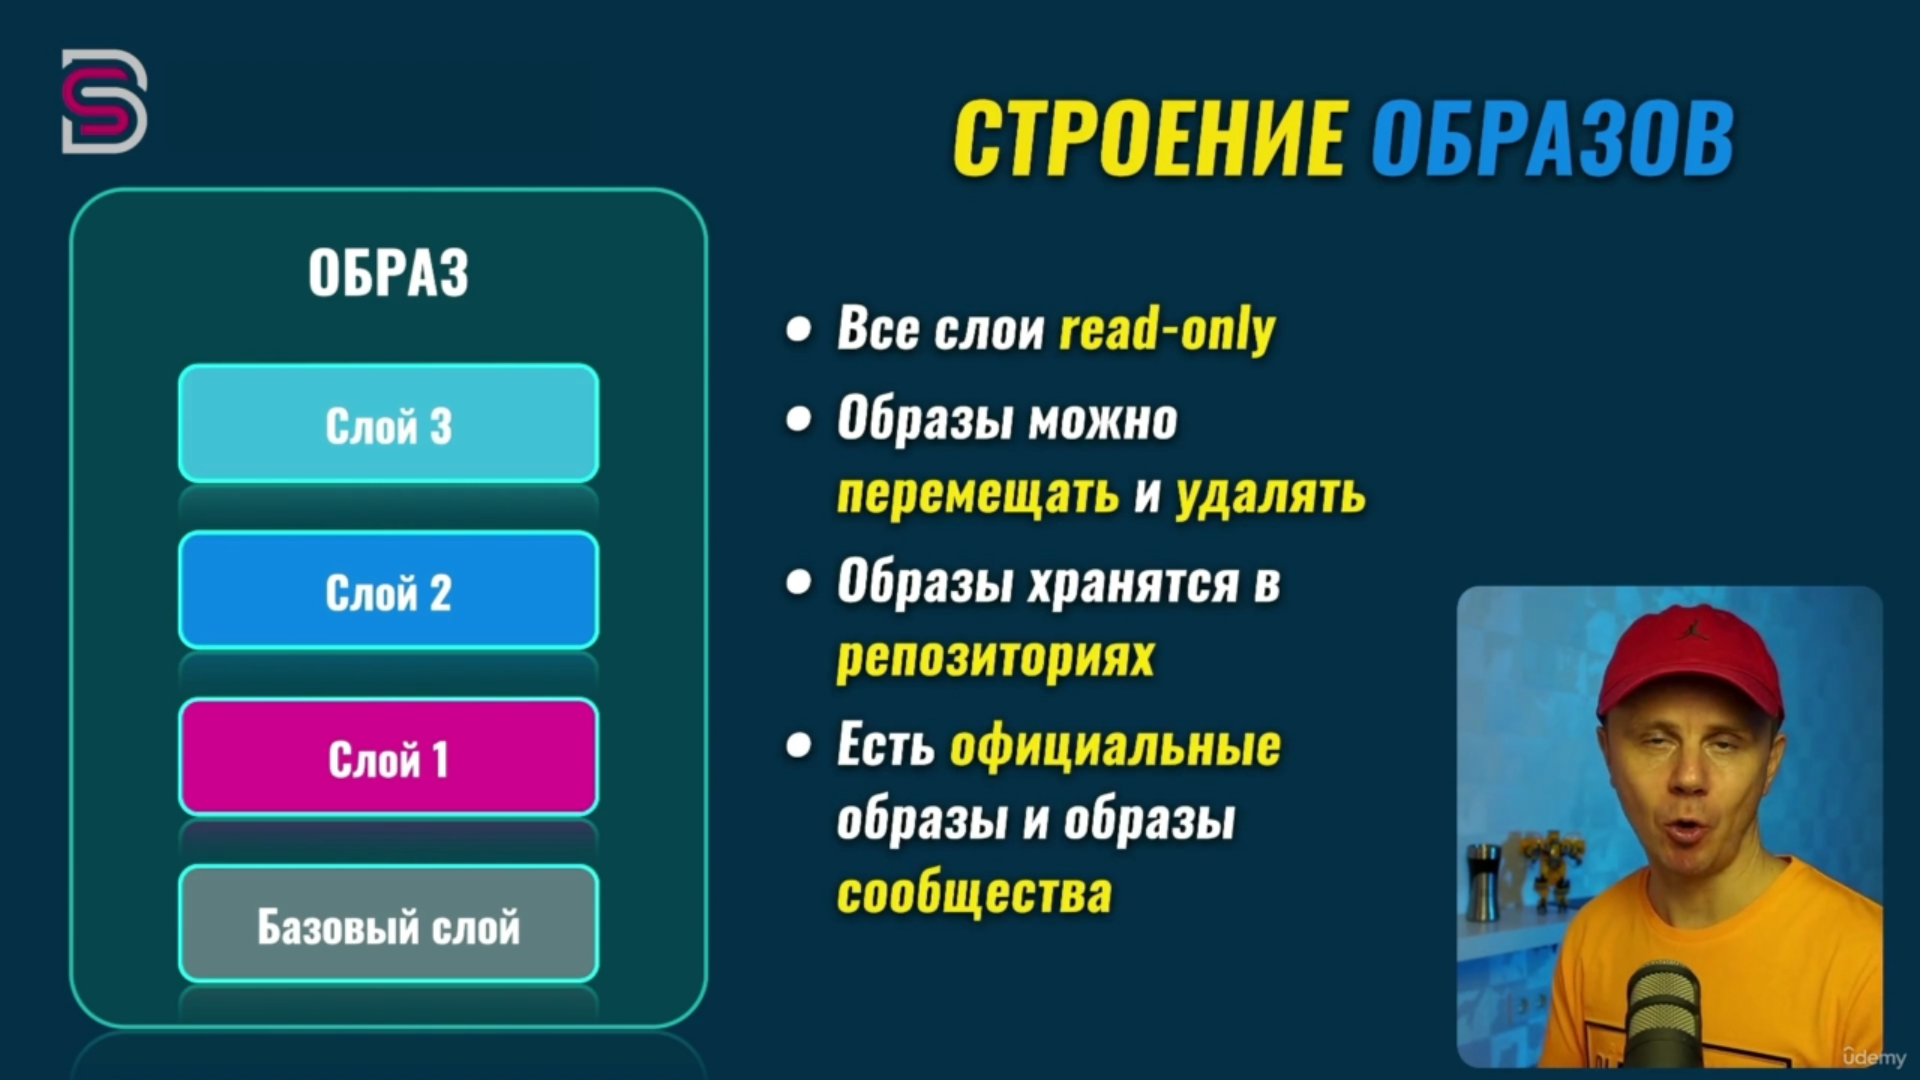 СТРОЕНИЕ ОБРАЗОВ
ОБРАЗ
Слой 3
Слой 2
Слой 1
Базовый слой
• Все слои read-only
• Образы можно
перемещать и удалять
• Образы хранятся в
репозиториях
• Есть официальные
образы и образы
сообщества
udemy